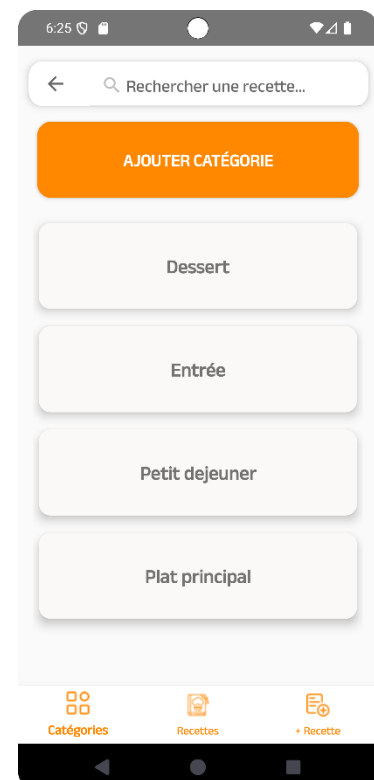 6:25
Rechercher une recette...
AJOUTER CATÉGORIE
Dessert
Entrée
Petit dejeuner
Plat principal
Catégories
Recettes
+ Recette